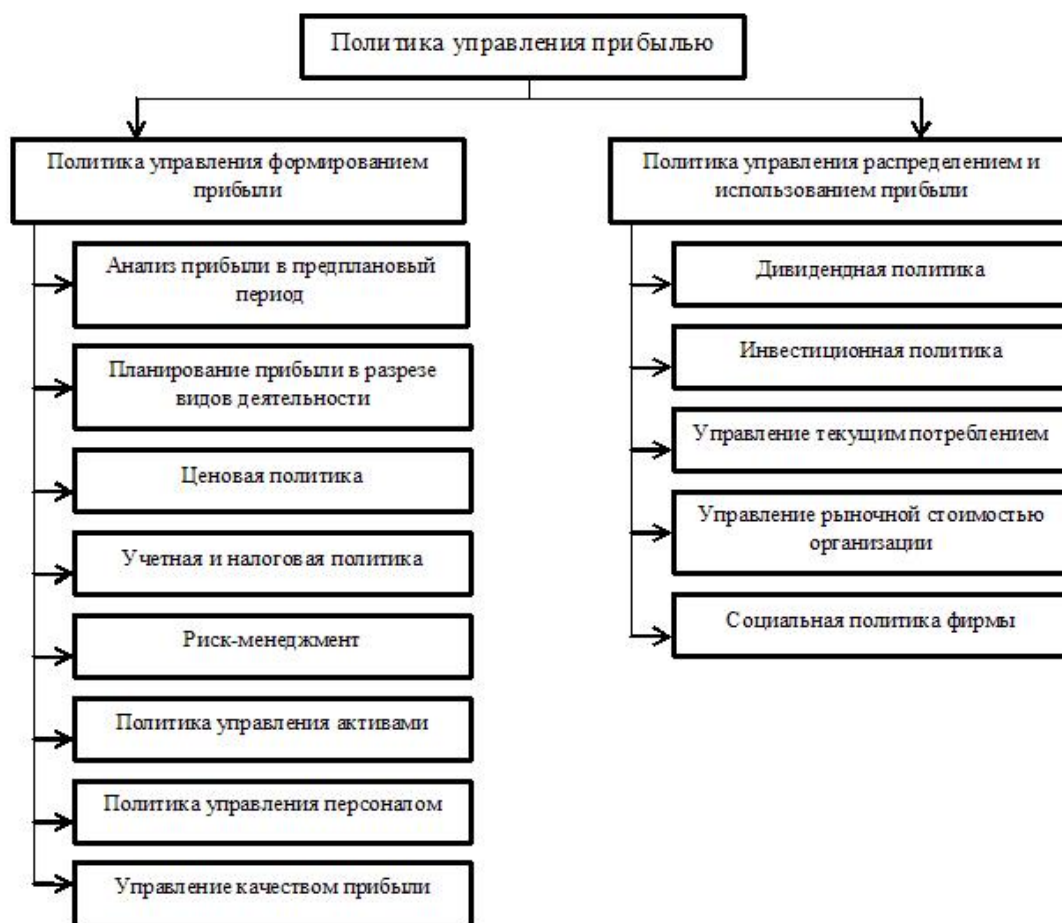 Политика управления прибылью
Политика управления формированием
прибыли
Анализ прибыли в предплановый
период
Планирование прибыли в разрезе
видов деятельности
Ценовая политика
Учетная и налоговая политика
Риск-менеджмент
Политика управления активами
Политика управления персоналом
Управление качеством прибыли
Политика управления распределением и
использованием прибыли
Дивидендная политика
Инвестиционная политика
Управление текущим потреблением
Управление рыночной стоимостью
организации
Социальная политика фирмы